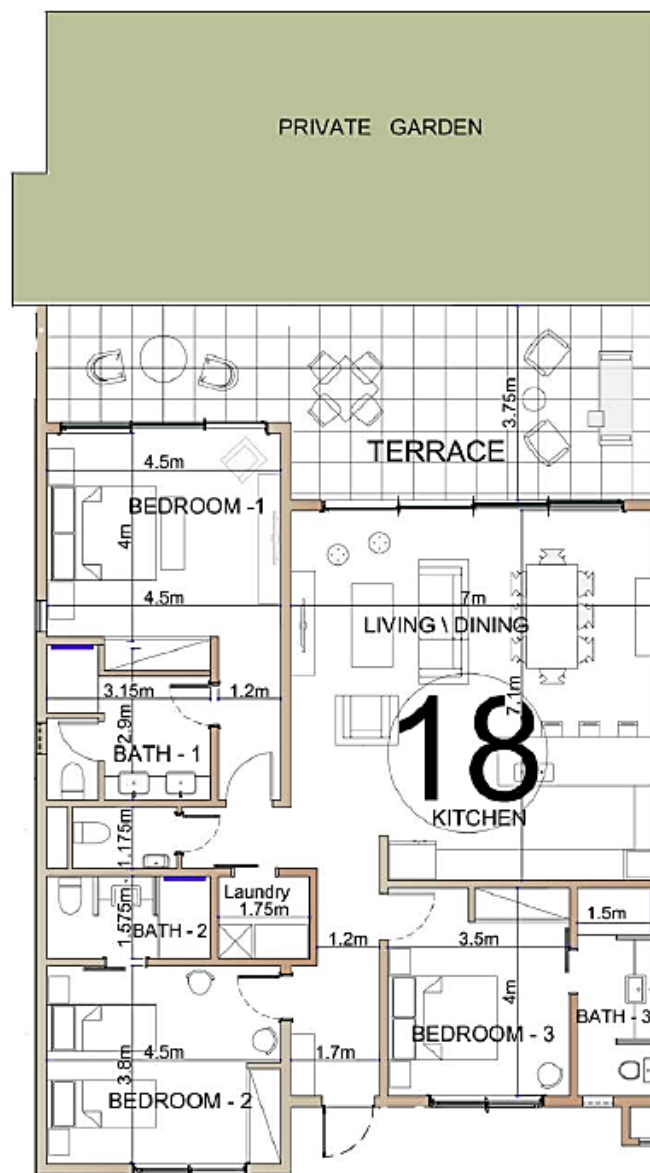 PRIVATE GARDEN
3.75m
TERRACE
4.5m
BEDROOM -1
4m
4.5m
7m
LIVING \ DINING
7.1m
3.15m
1.2m
2.9m
BATH - 1
18
KITCHEN
1.175m
Laundry
1.75m
1.575m
BATH - 2
1.2m
3.5m
1.5m
4m
BATH - 3
BEDROOM - 3
4.5m
3.8m
1.7m
BEDROOM - 2